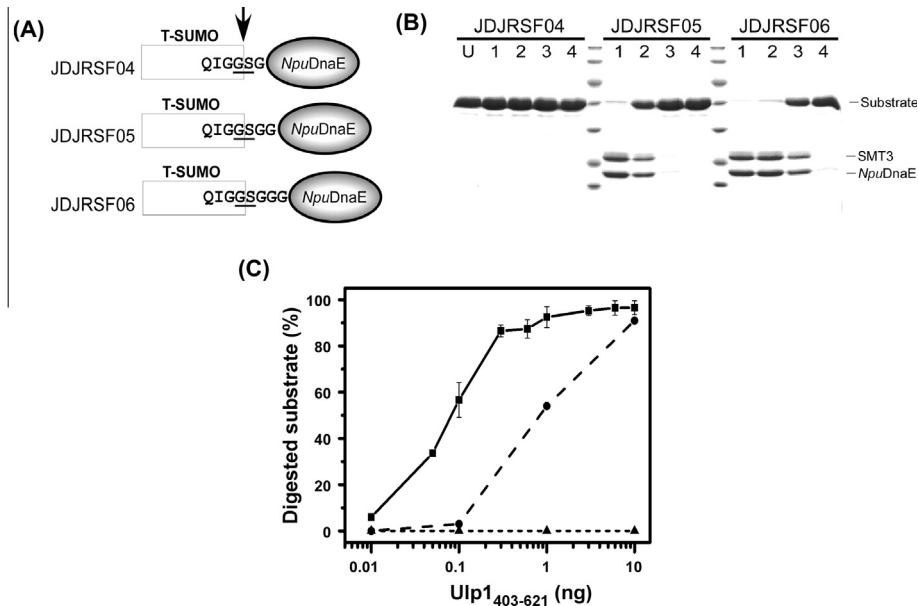 (A)
T-SUMO
JDJRSF04
QIGGSG
NpuDnaE
T-SUMO
JDJRSF05
QIGGSGG
NpuDnaE
T-SUMO
JDJRSF06
QIGGSGGG
NpuDnaE
(B)
JDJRSF04 JDJRSF05 JDJRSF06
U 1 2 3 4 1 2 3 4 1 2 3 4
Substrate
SMT3
NpuDnaE
(C)
Digested substrate (%)
100
80
60
40
20
0
0.01 0.1 1 10
Ulp1403-621 (ng)